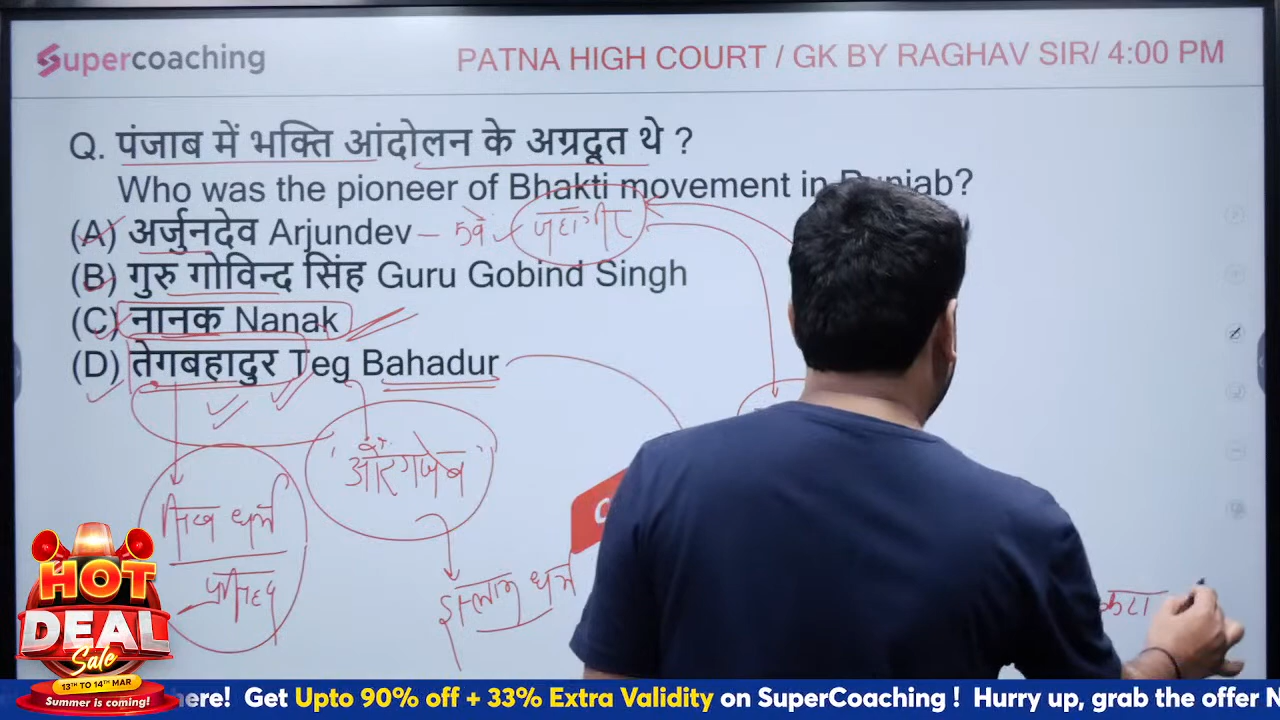 Supercoaching
PATNA HIGH COURT / GK BY RAGHAV SIR/ 4:00 PM
Q. पंजाब में भक्ति आंदोलन के अग्रदूत थे ?
Who was the pioneer of Bhakti movement in Punjab?
(A) अर्जुनदेव Arjundev – 5वें जहाँगीर
(B) गुरु गोविन्द सिंह Guru Gobind Singh
(C) नानक Nanak
(D) तेगबहादुर Teg Bahadur
औरंगजेब
सिख धर्म
इस्लाम धर्म
HOT
DEAL
Sale
13TH TO 14TH MAR
Summer is coming!
here! Get Upto 90% off + 33% Extra Validity on SuperCoaching ! Hurry up, grab the offer N